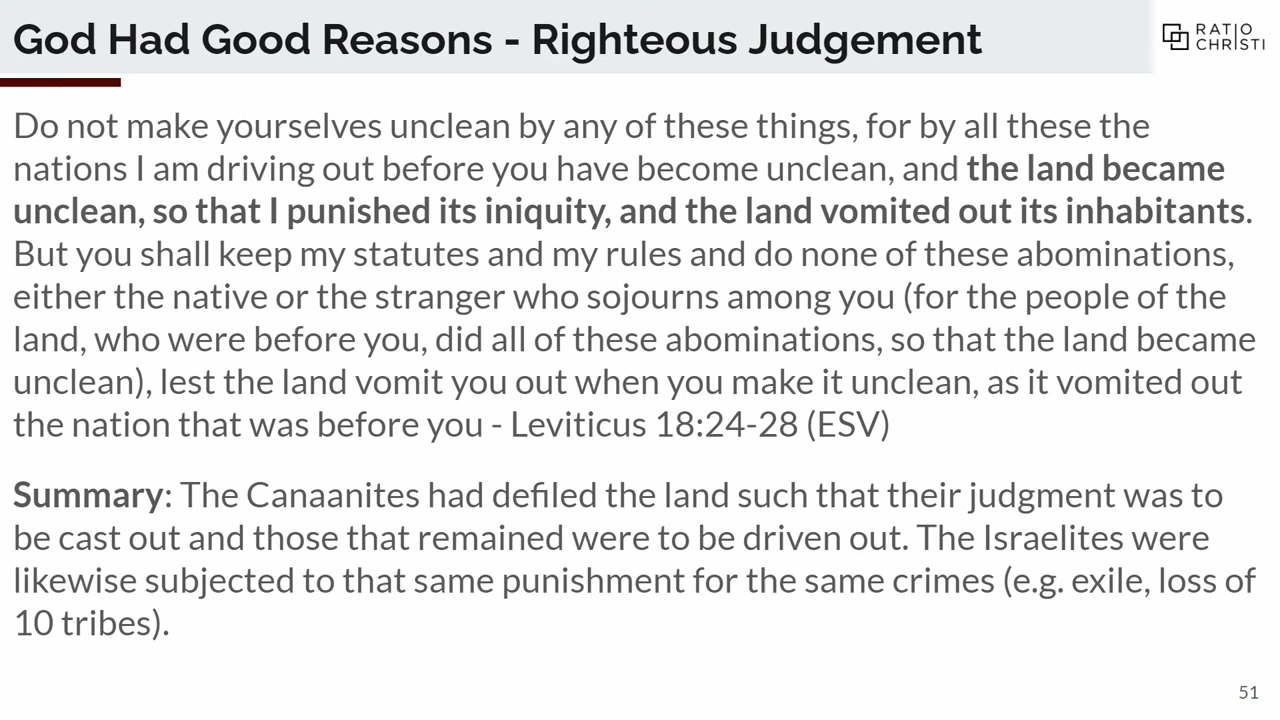 God Had Good Reasons - Righteous Judgement
RATIO
CHRISTI
Do not make yourselves unclean by any of these things, for by all these the
nations I am driving out before you have become unclean, and the land became
unclean, so that I punished its iniquity, and the land vomited out its inhabitants.
But you shall keep my statutes and my rules and do none of these abominations,
either the native or the stranger who sojourns among you (for the people of the
land, who were before you, did all of these abominations, so that the land became
unclean), lest the land vomit you out when you make it unclean, as it vomited out
the nation that was before you - Leviticus 18:24-28 (ESV)
Summary: The Canaanites had defiled the land such that their judgment was to
be cast out and those that remained were to be driven out. The Israelites were
likewise subjected to that same punishment for the same crimes (e.g. exile, loss of
10 tribes).
51